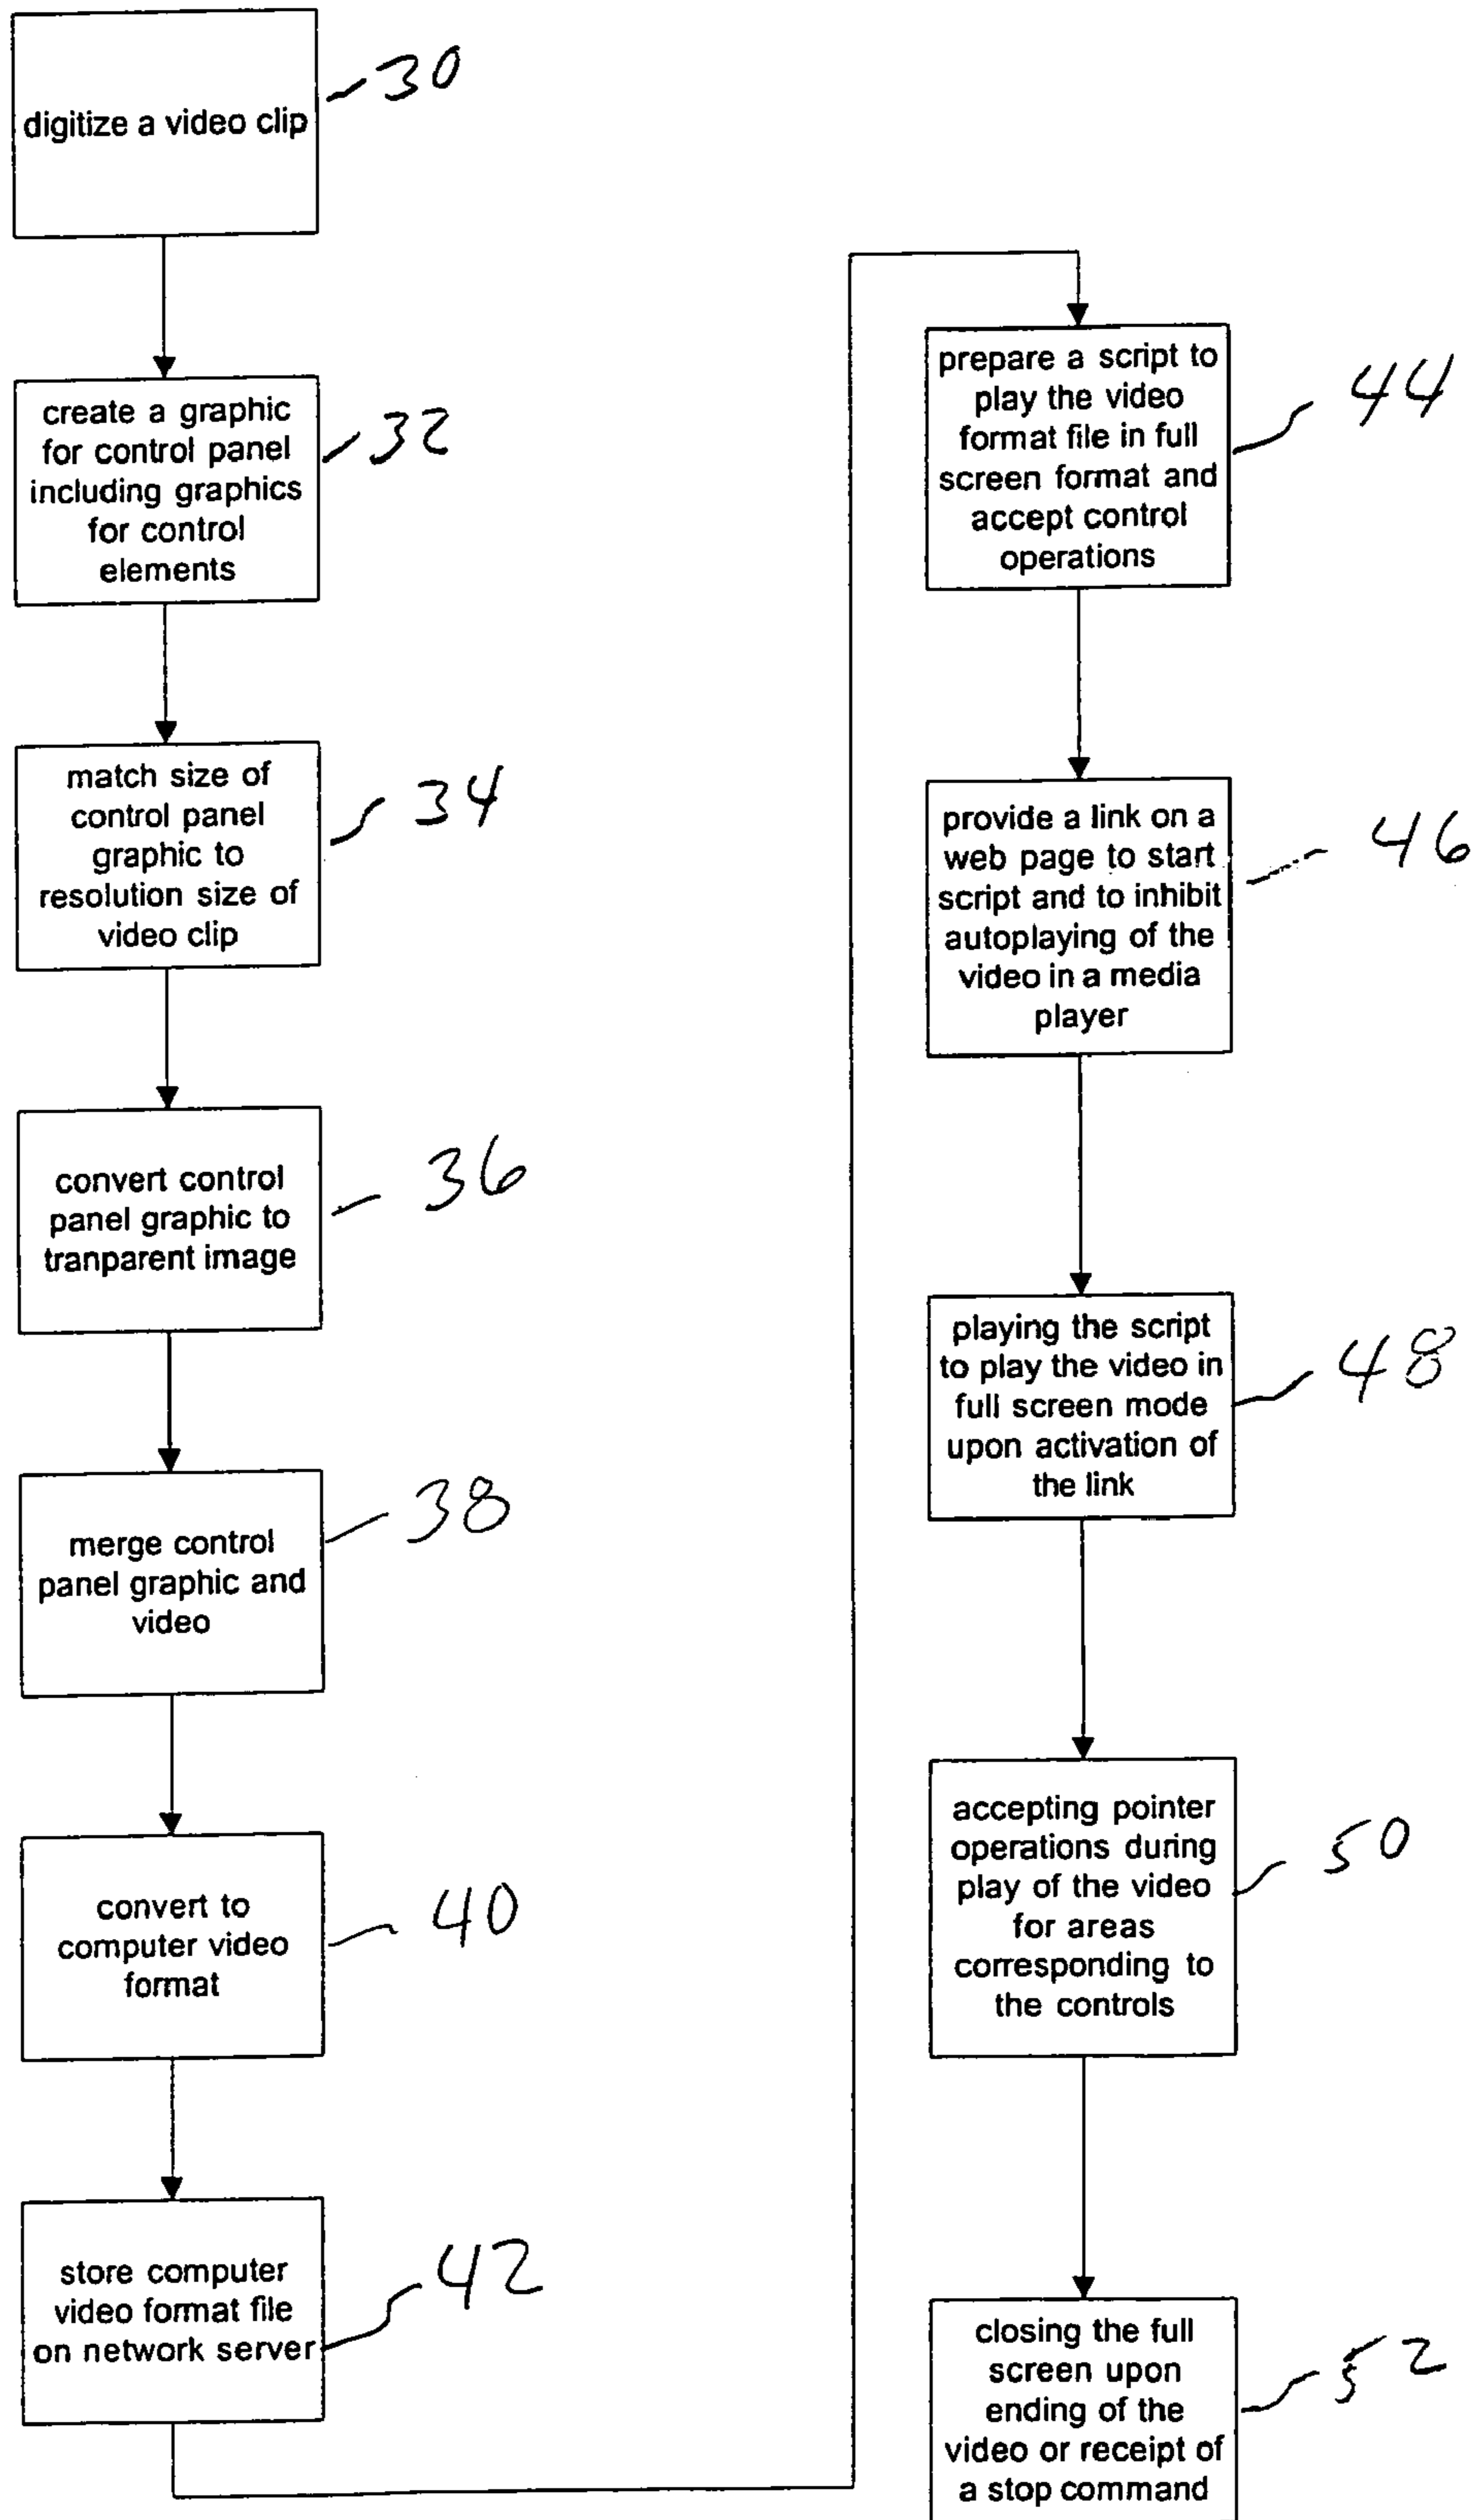 digitize a video clip
30
create a graphic
for control panel
including graphics
for control
elements
32
match size of
control panel
graphic to
resolution size of
video clip
34
convert control
panel graphic to
tranparent image
36
merge control
panel graphic and
video
38
convert to
computer video
format
40
store computer
video format file
on network server
42
prepare a script to
play the video
format file in full
screen format and
accept control
operations
44
provide a link on a
web page to start
script and to inhibit
autoplaying of the
video in a media
player
46
playing the script
to play the video in
full screen mode
upon activation of
the link
48
accepting pointer
operations during
play of the video
for areas
corresponding to
the controls
50
closing the full
screen upon
ending of the
video or receipt of
a stop command
52